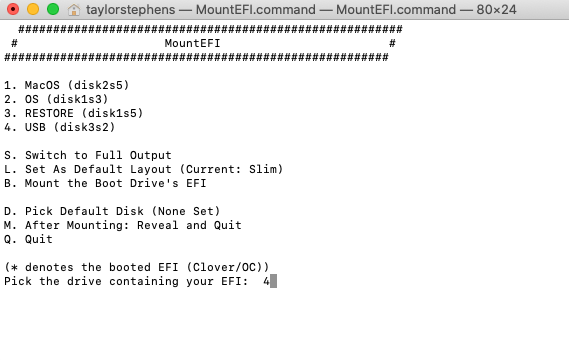 taylorstephens — MountEFI.command — MountEFI.command — 80×24
#######################################################
# MountEFI #
#######################################################
1. MacOS (disk2s5)
2. OS (disk1s3)
3. RESTORE (disk1s5)
4. USB (disk3s2)
S. Switch to Full Output
L. Set As Default Layout (Current: Slim)
B. Mount the Boot Drive's EFI
D. Pick Default Disk (None Set)
M. After Mounting: Reveal and Quit
Q. Quit
(* denotes the booted EFI (Clover/OC))
Pick the drive containing your EFI:  4